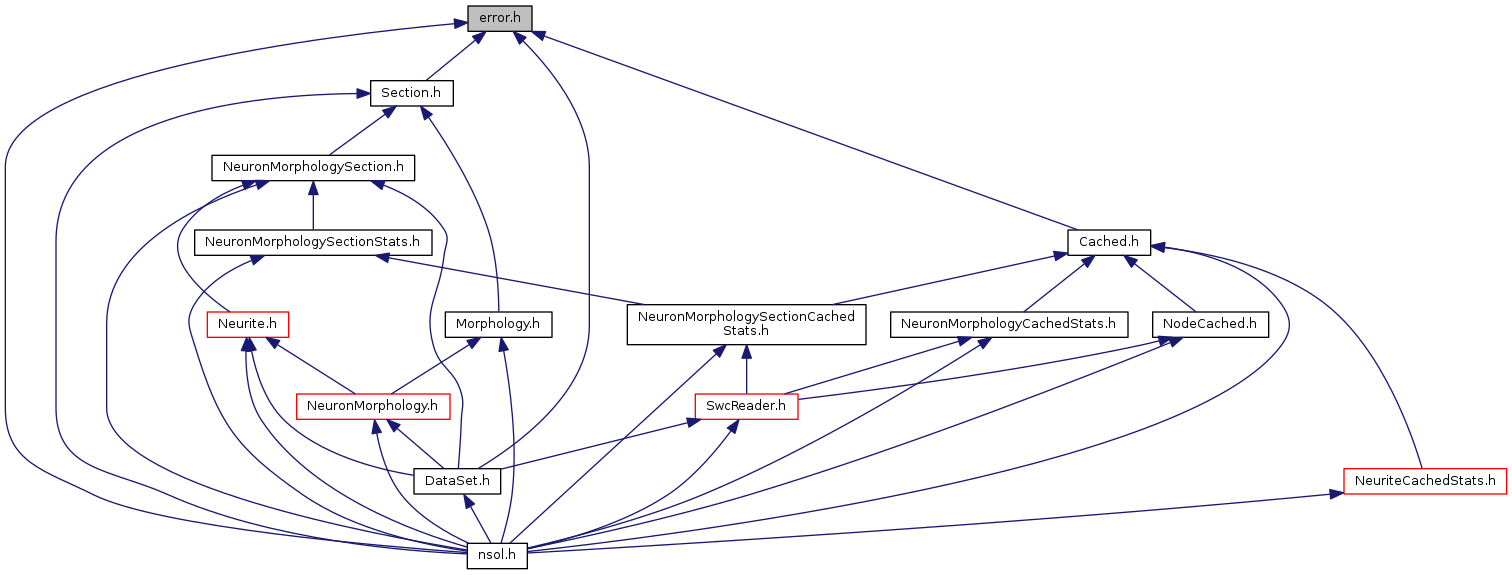 error.h
Section.h
NeuronMorphologySection.h
NeuronMorphologySectionStats.h
Cached.h
Neurite.h
Morphology.h
NeuronMorphologySectionCached
Stats.h
NeuronMorphologyCachedStats.h
NodeCached.h
NeuronMorphology.h
SwcReader.h
DataSet.h
NeuriteCachedStats.h
nsol.h